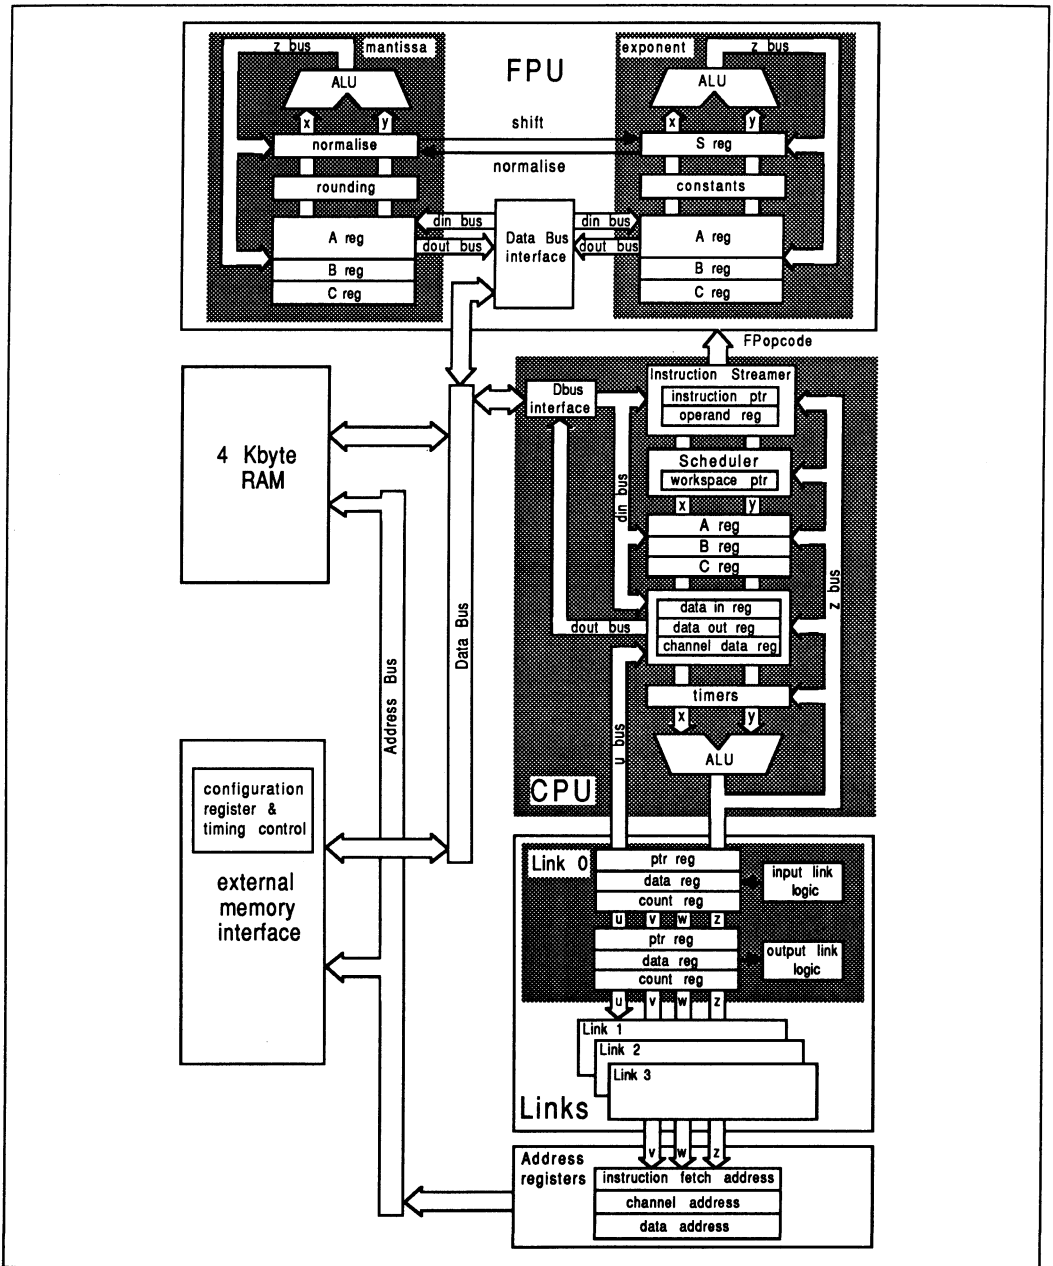 z bus
mantissa
ALU
x
y
normalise
rounding
A reg
B reg
C reg
FPU
shift
normalise
din bus
dout bus
Data Bus
interface
din bus
dout bus
exponent
z bus
ALU
x
y
S reg
constants
A reg
B reg
C reg
FPopcode
4 Kbyte
RAM
Address Bus
Data Bus
configuration
register &
timing control
external
memory
interface
Dbus
interface
Instruction Streamer
instruction ptr
operand reg
Scheduler
workspace ptr
x
y
din bus
A reg
B reg
C reg
data in reg
data out reg
channel data reg
dout bus
z bus
timers
x
y
u bus
ALU
CPU
Link 0
ptr reg
data reg
count reg
input link
logic
u
v
w
z
ptr reg
data reg
count reg
output link
logic
u
v
w
z
Link 1
Link 2
Link 3
Links
v
w
z
Address
registers
instruction fetch address
channel address
data address